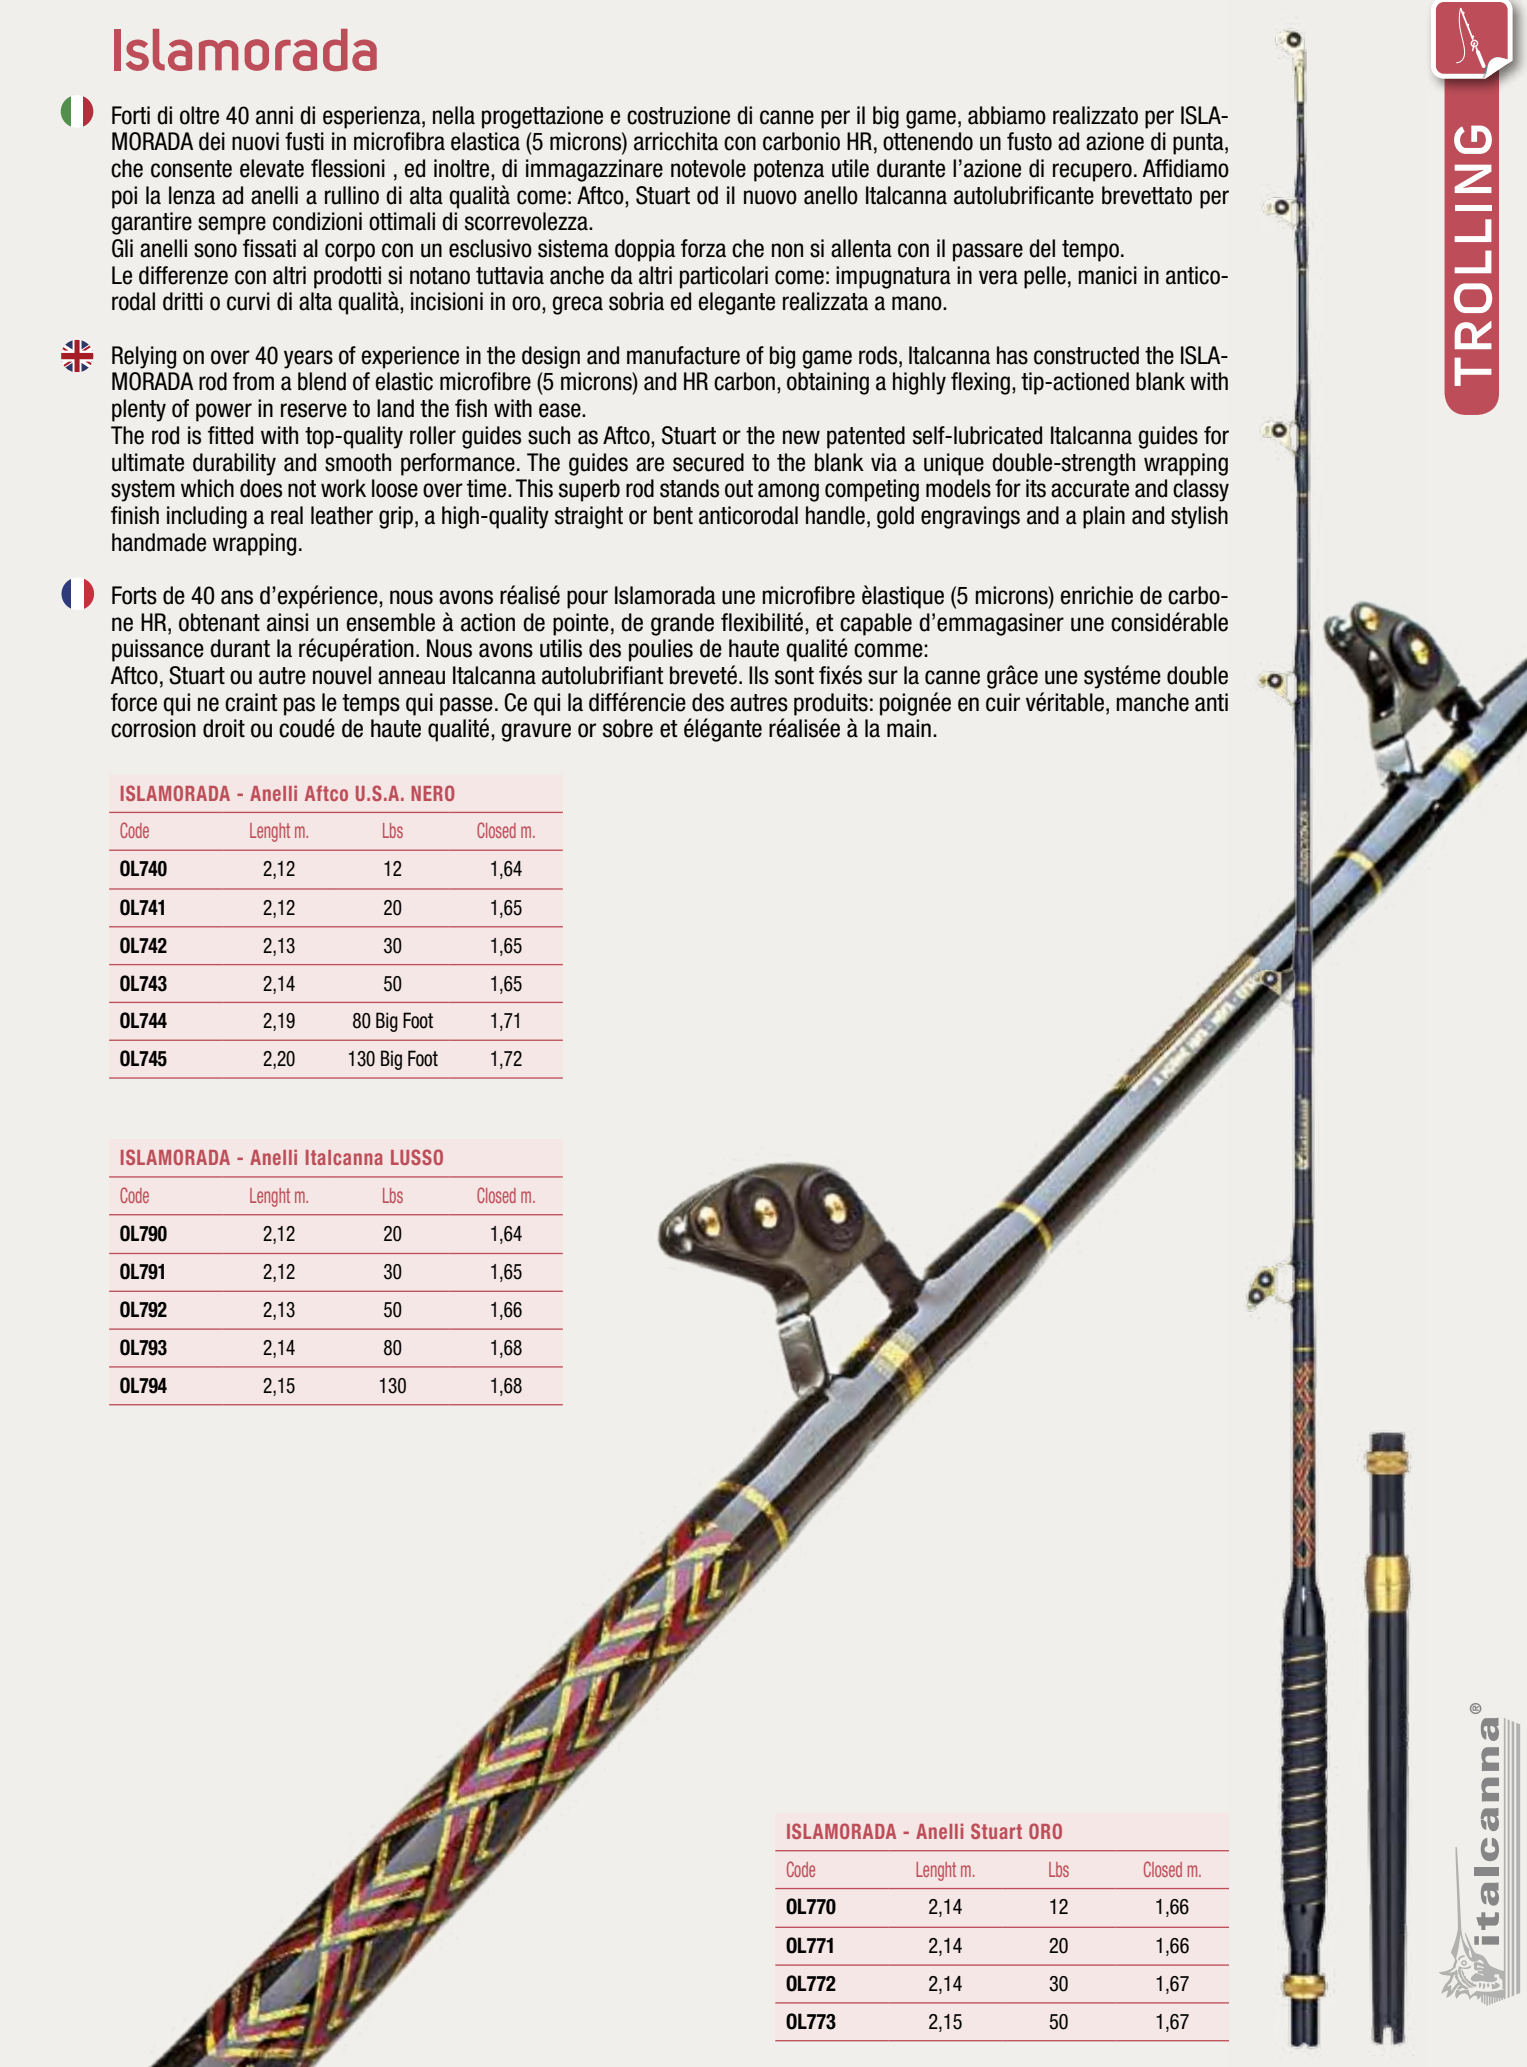 Islamorada
Forti di oltre 40 anni di esperienza, nella progettazione e costruzione di canne per il big game, abbiamo realizzato per ISLA-
MORADA dei nuovi fusti in microfibra elastica (5 microns) arricchita con carbonio HR, ottenendo un fusto ad azione di punta,
che consente elevate flessioni , ed inoltre, di immagazzinare notevole potenza utile durante l’azione di recupero. Affidiamo
poi la lenza ad anelli a rullino di alta qualità come: Aftco, Stuart od il nuovo anello Italcanna autolubrificante brevettato per
garantire sempre condizioni ottimali di scorrevolezza.
Gli anelli sono fissati al corpo con un esclusivo sistema doppia forza che non si allenta con il passare del tempo.
Le differenze con altri prodotti si notano tuttavia anche da altri particolari come: impugnatura in vera pelle, manici in antico-
rodal dritti o curvi di alta qualità, incisioni in oro, greca sobria ed elegante realizzata a mano.
Relying on over 40 years of experience in the design and manufacture of big game rods, Italcanna has constructed the ISLA-
MORADA rod from a blend of elastic microfibre (5 microns) and HR carbon, obtaining a highly flexing, tip-actioned blank with
plenty of power in reserve to land the fish with ease.
The rod is fitted with top-quality roller guides such as Aftco, Stuart or the new patented self-lubricated Italcanna guides for
ultimate durability and smooth performance. The guides are secured to the blank via a unique double-strength wrapping
system which does not work loose over time. This superb rod stands out among competing models for its accurate and classy
finish including a real leather grip, a high-quality straight or bent anticorodal handle, gold engravings and a plain and stylish
handmade wrapping.
Forts de 40 ans d’expérience, nous avons réalisé pour Islamorada une microfibre èlastique (5 microns) enrichie de carbo-
ne HR, obtenant ainsi un ensemble à action de pointe, de grande flexibilité, et capable d’emmagasiner une considérable
puissance durant la récupération. Nous avons utilis des poulies de haute qualité comme:
Aftco, Stuart ou autre nouvel anneau Italcanna autolubrifiant breveté. Ils sont fixés sur la canne grâce une systéme double
force qui ne craint pas le temps qui passe. Ce qui la différencie des autres produits: poignée en cuir véritable, manche anti
corrosion droit ou coudé de haute qualité, gravure or sobre et élégante réalisée à la main.
TROLLING
ISLAMORADA - Anelli Aftco U.S.A. NERO
Code Lenght m. Lbs Closed m.
OL740 2,12 12 1,64
OL741 2,12 20 1,65
OL742 2,13 30 1,65
OL743 2,14 50 1,65
OL744 2,19 80 Big Foot 1,71
OL745 2,20 130 Big Foot 1,72
ISLAMORADA - Anelli Italcanna LUSSO
Code Lenght m. Lbs Closed m.
OL790 2,12 20 1,64
OL791 2,12 30 1,65
OL792 2,13 50 1,66
OL793 2,14 80 1,68
OL794 2,15 130 1,68
ISLAMORADA - Anelli Stuart ORO
Code Lenght m. Lbs Closed m.
OL770 2,14 12 1,66
OL771 2,14 20 1,66
OL772 2,14 30 1,67
OL773 2,15 50 1,67
italcanna®